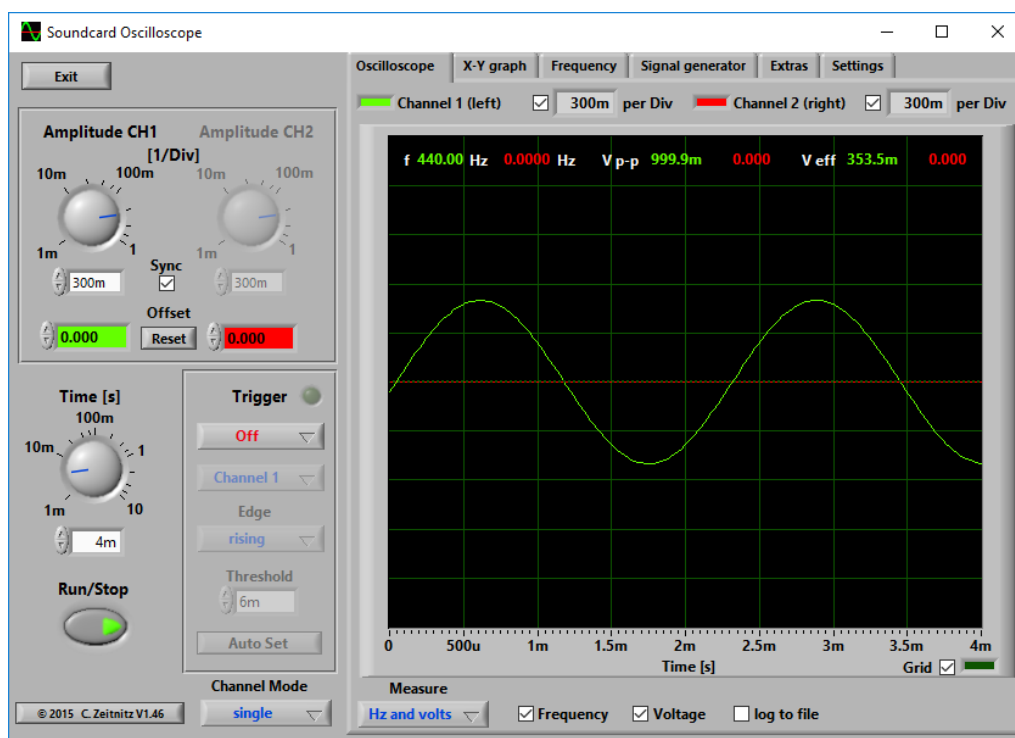 Soundcard Oscilloscope
Exit
Amplitude CH1 Amplitude CH2
[1/Div]
10m 100m 10m 100m
1m 1 1m 1
Sync
300m 300m
Offset
0.000 Reset 0.000
Time [s]
100m
10m 1
1m 10
4m
Run/Stop
© 2015 C. Zeitnitz V1.46
Trigger
Off
Channel 1
Edge
rising
Threshold
6m
Auto Set
Channel Mode
single
Oscilloscope X-Y graph Frequency Signal generator Extras Settings
Channel 1 (left) 300m per Div Channel 2 (right) 300m per Div
f 440.00 Hz 0.0000 Hz V p-p 999.9m 0.000 V eff 353.5m 0.000
0 500u 1m 1.5m 2m 2.5m 3m 3.5m 4m
Time [s]
Grid
Measure
Hz and volts Frequency Voltage log to file